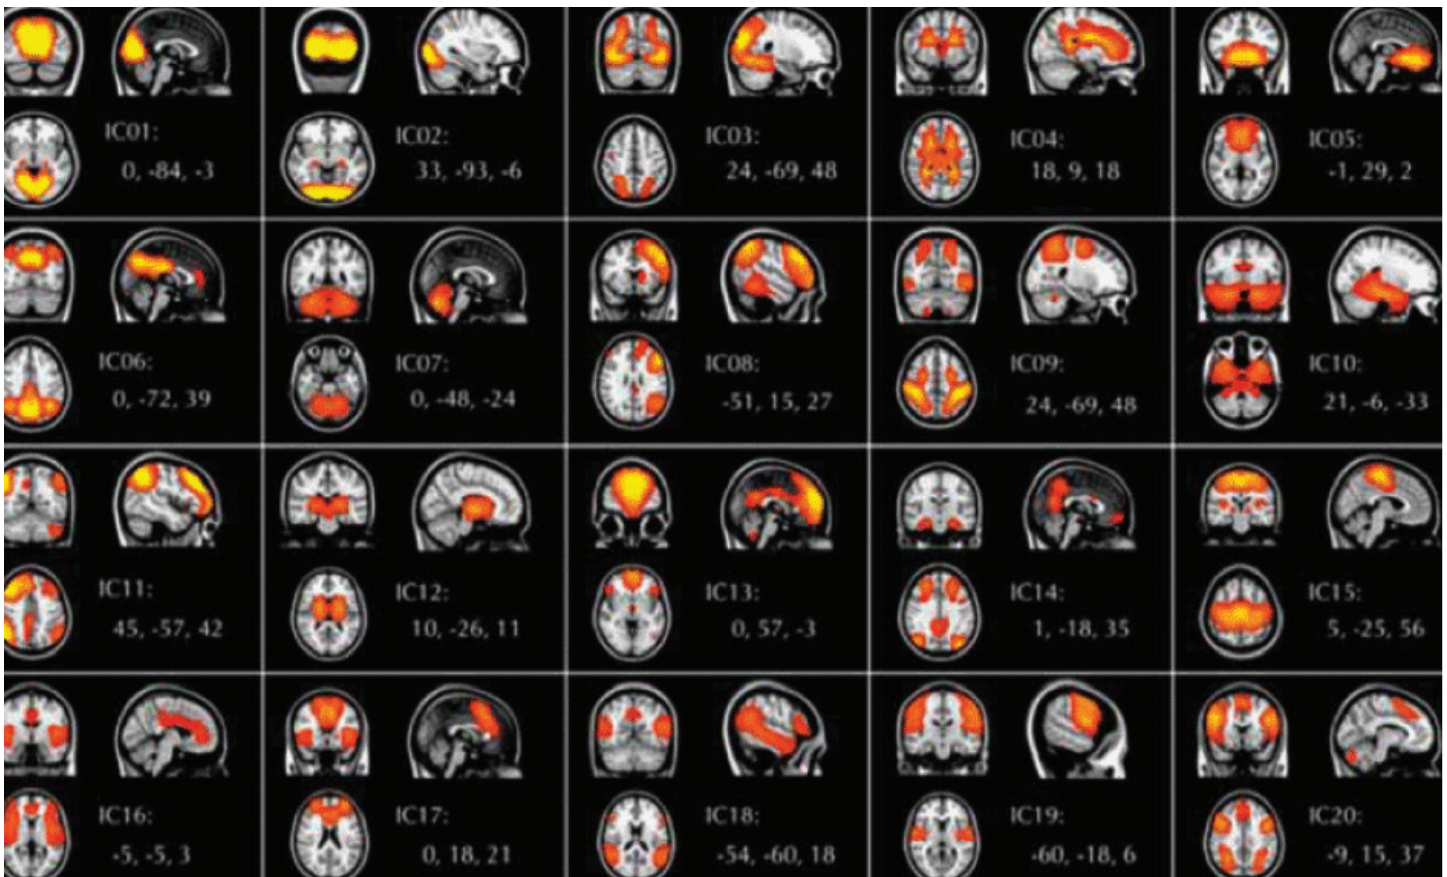 IC01:
0, -84, -3
IC02:
33, -93, -6
IC03:
24, -69, 48
IC04:
18, 9, 18
IC05:
-1, 29, 2
IC06:
0, -72, 39
IC07:
0, -48, -24
IC08:
-51, 15, 27
IC09:
24, -69, 48
IC10:
21, -6, -33
IC11:
45, -57, 42
IC12:
10, -26, 11
IC13:
0, 57, -3
IC14:
1, -18, 35
IC15:
5, -25, 56
IC16:
-5, -5, 3
IC17:
0, 18, 21
IC18:
-54, -60, 18
IC19:
-60, -18, 6
IC20:
-9, 15, 37